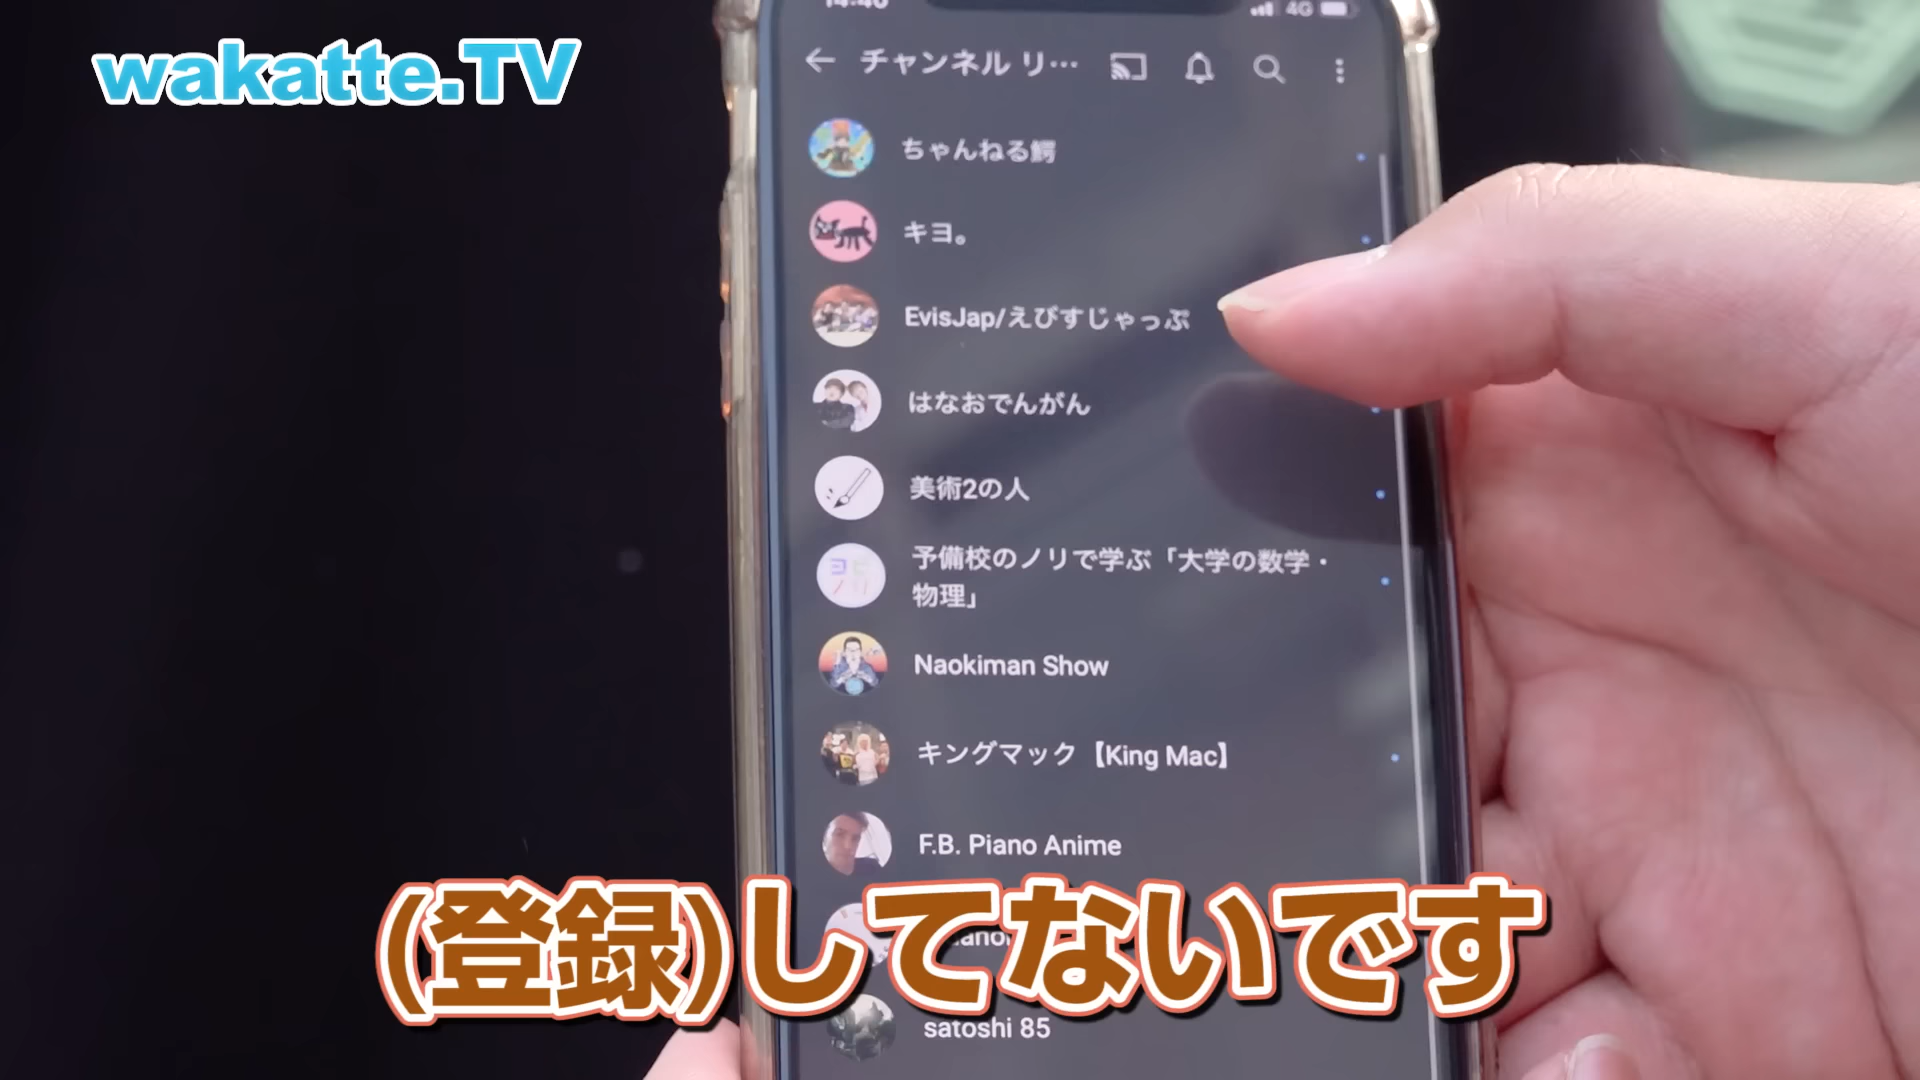 wakatte.TV
14:40
4G
チャンネル リ…
ちゃんねる鰐
キヨ。
EvisJap/えびすじゃっぷ
はなおでんがん
美術2の人
予備校のノリで学ぶ「大学の数学・
物理」
Naokiman Show
キングマック【King Mac】
F.B. Piano Anime
(登録)してないです
satoshi 85